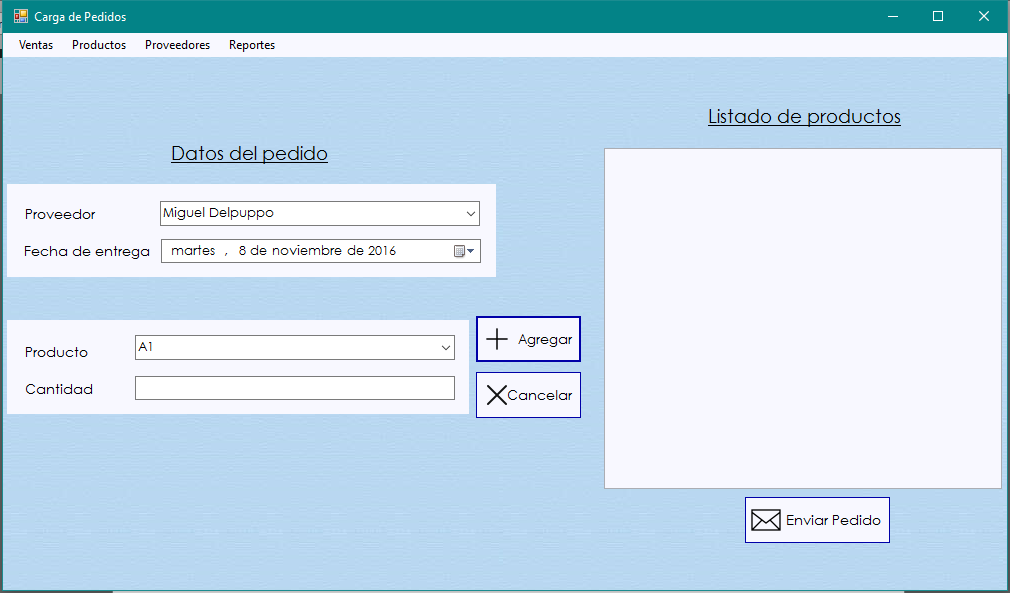 Carga de Pedidos
Ventas Productos Proveedores Reportes
Datos del pedido
Proveedor Miguel Delpuppo
Fecha de entrega martes , 8 de noviembre de 2016
Producto A1
Cantidad
Agregar
Cancelar
Listado de productos
Enviar Pedido